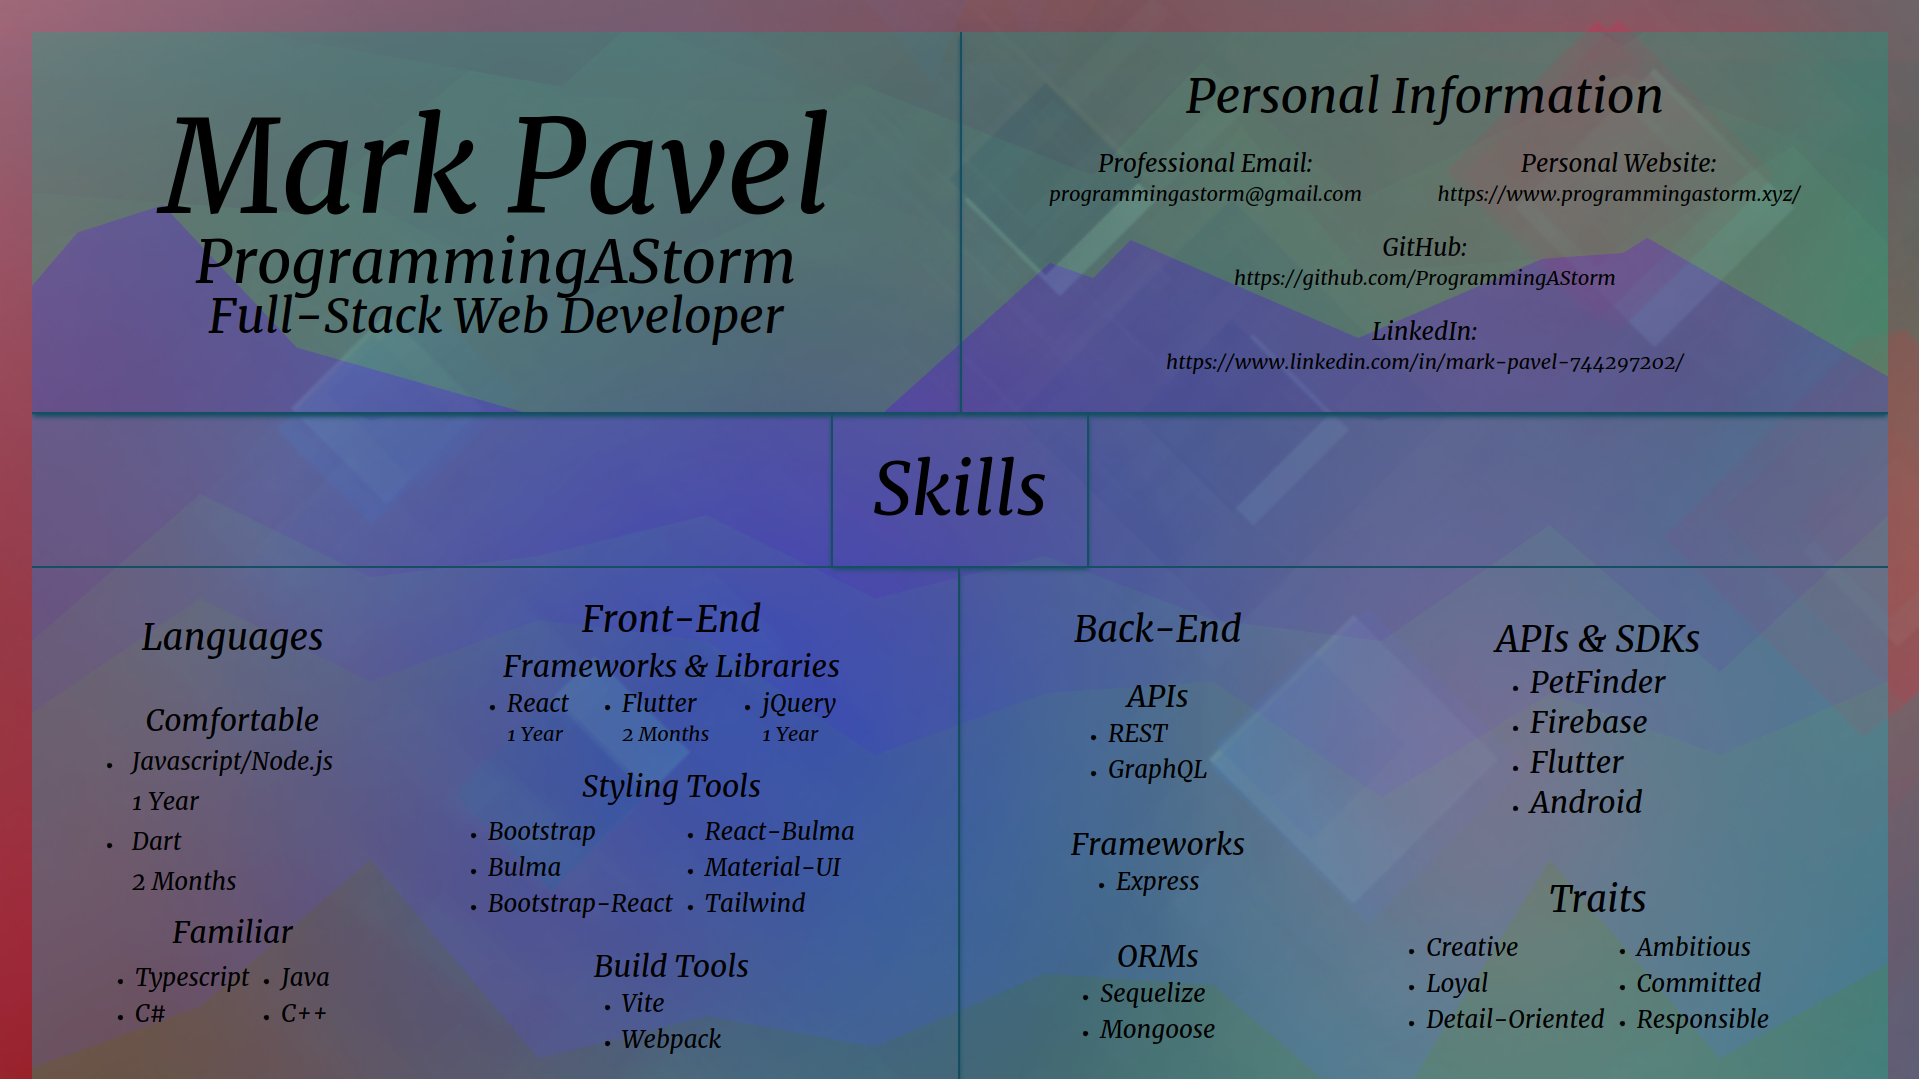 Mark Pavel
ProgrammingAStorm
Full-Stack Web Developer
Personal Information
Professional Email:
programmingastorm@gmail.com
Personal Website:
https://www.programmingastorm.xyz/
GitHub:
https://github.com/ProgrammingAStorm
LinkedIn:
https://www.linkedin.com/in/mark-pavel-744297202/
Skills
Languages
Comfortable
Javascript/Node.js
1 Year
Dart
2 Months
Familiar
Typescript
Java
C#
C++
Front-End
Frameworks & Libraries
React
1 Year
Flutter
2 Months
jQuery
1 Year
Styling Tools
Bootstrap
React-Bulma
Bulma
Material-UI
Bootstrap-React
Tailwind
Build Tools
Vite
Webpack
Back-End
APIs
REST
GraphQL
Frameworks
Express
ORMs
Sequelize
Mongoose
APIs & SDKs
PetFinder
Firebase
Flutter
Android
Traits
Creative
Ambitious
Loyal
Committed
Detail-Oriented
Responsible